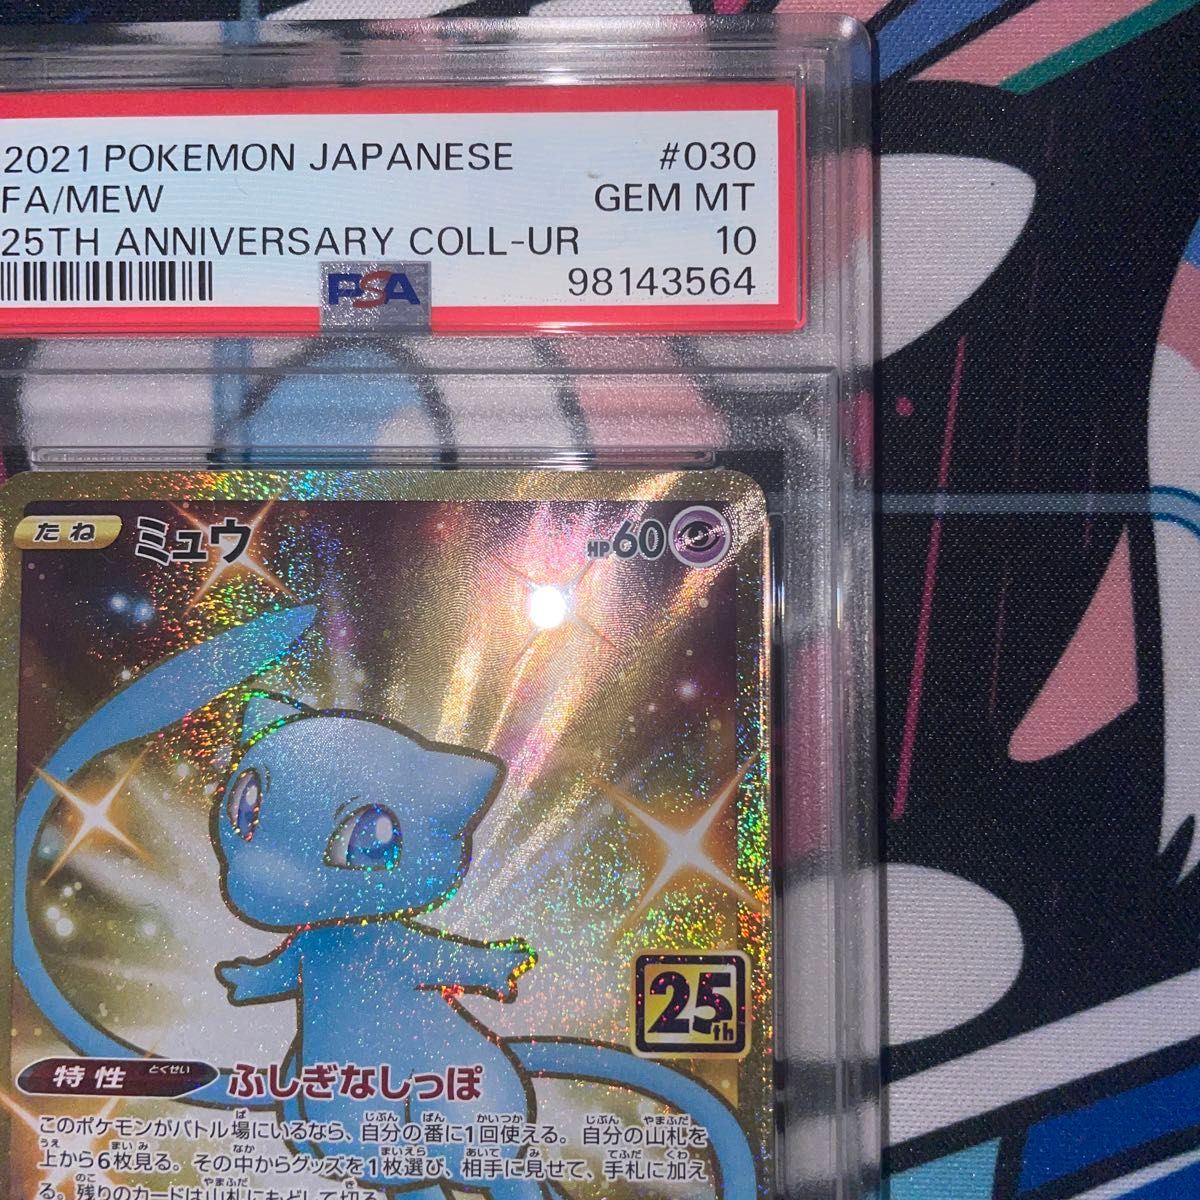 2021 POKEMON JAPANESE #030
FA/MEW GEM MT
25TH ANNIVERSARY COLL-UR 10
PSA 98143564
たね ミュウ HP60
25th
特性 とくせい ふしぎなしっぽ
このポケモンがバトル場にいるなら、自分の番に1回使える。自分の山札を
上から6枚見る。その中からグッズを1枚選び、相手に見せて、手札に加え
る。残りのカードは山札にもどして切る